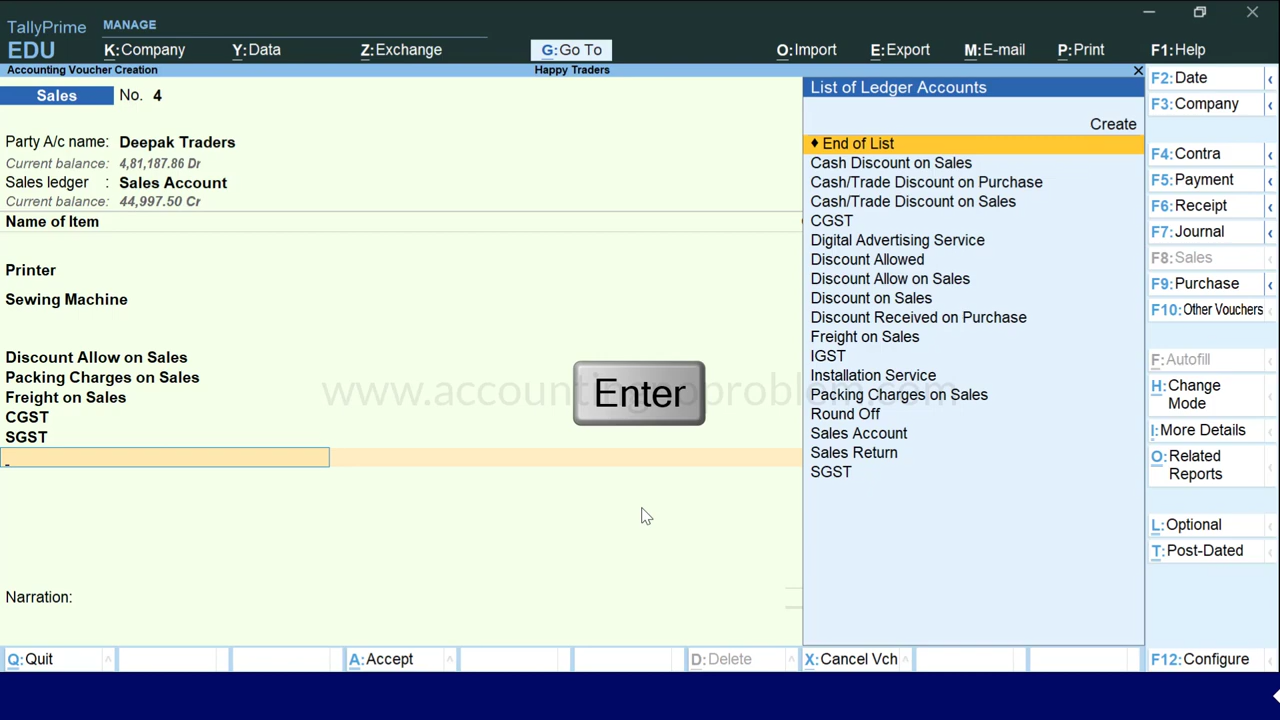 TallyPrime
EDU
MANAGE
K:Company
Y:Data
Z:Exchange
G:Go To
O:Import
E:Export
M:E-mail
P:Print
F1:Help
Accounting Voucher Creation
Happy Traders
Sales No. 4
Party A/c name: Deepak Traders
Current balance: 4,81,187.86 Dr
Sales ledger : Sales Account
Current balance: 44,997.50 Cr
Name of Item
Printer
Sewing Machine
Discount Allow on Sales
Packing Charges on Sales
Freight on Sales
CGST
SGST
Narration:
Enter
List of Ledger Accounts
Create
♦ End of List
Cash Discount on Sales
Cash/Trade Discount on Purchase
Cash/Trade Discount on Sales
CGST
Digital Advertising Service
Discount Allowed
Discount Allow on Sales
Discount on Sales
Discount Received on Purchase
Freight on Sales
IGST
Installation Service
Packing Charges on Sales
Round Off
Sales Account
Sales Return
SGST
F2:Date
F3:Company
F4:Contra
F5:Payment
F6:Receipt
F7:Journal
F8:Sales
F9:Purchase
F10:Other Vouchers
F:Autofill
H:Change
Mode
I:More Details
O:Related
Reports
L:Optional
T:Post-Dated
Q:Quit
A:Accept
D:Delete
X:Cancel Vch
F12:Configure